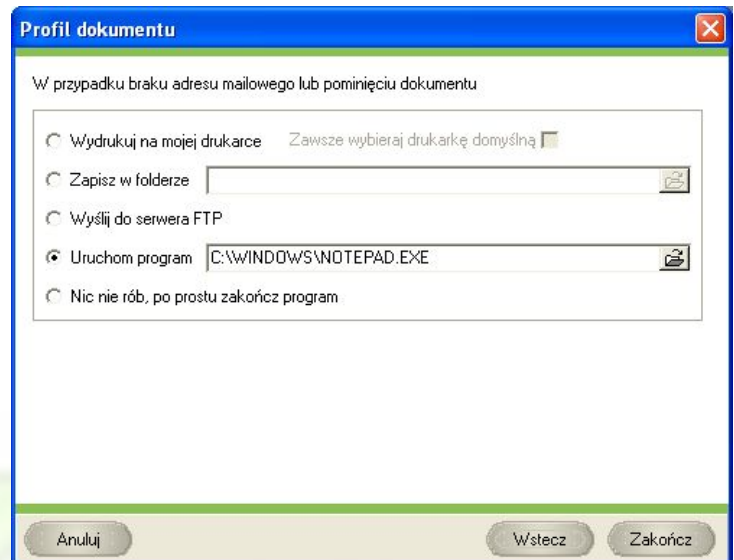 Profil dokumentu
W przypadku braku adresu mailowego lub pominięciu dokumentu
Wydrukuj na mojej drukarce Zawsze wybieraj drukarkę domyślną
Zapisz w folderze
Wyślij do serwera FTP
Uruchom program C:\WINDOWS\NOTEPAD.EXE
Nic nie rób, po prostu zakończ program
Anuluj Wstecz Zakończ